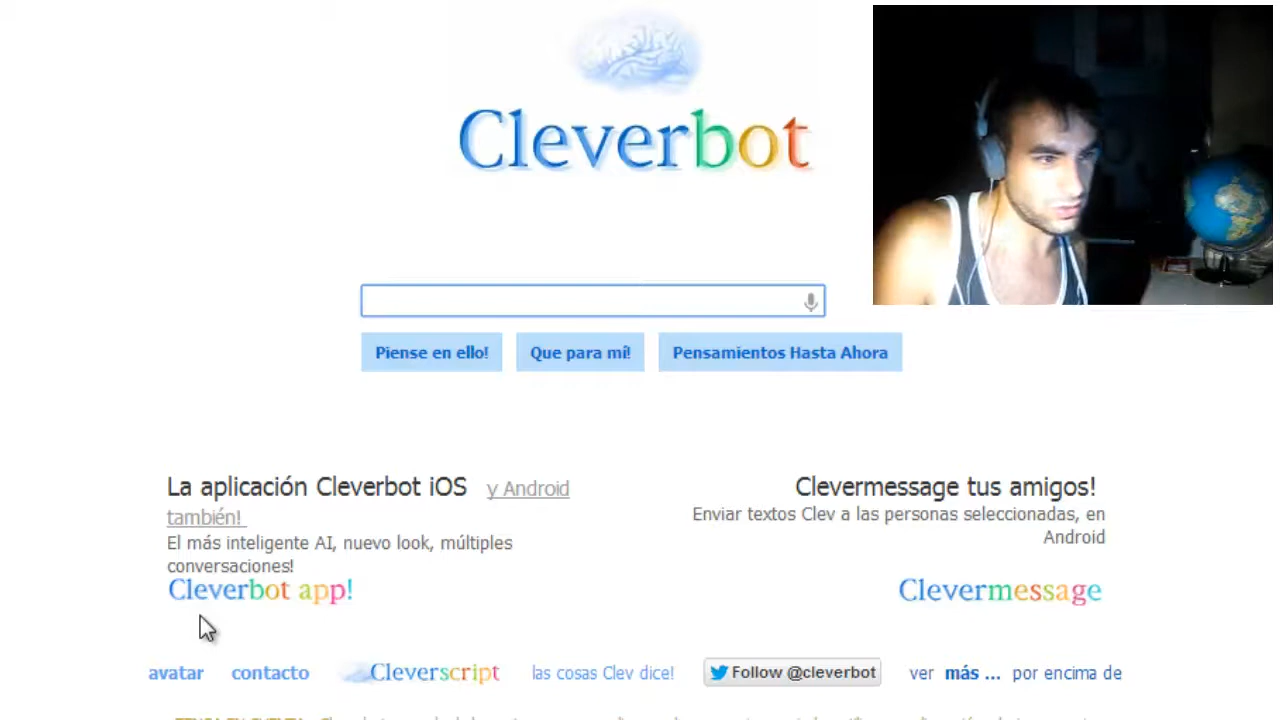 Cleverbot
Piense en ello!
Que para mí!
Pensamientos Hasta Ahora
La aplicación Cleverbot iOS y Android
también!
El más inteligente AI, nuevo look, múltiples
conversaciones!
Cleverbot app!
Clevermessage tus amigos!
Enviar textos Clev a las personas seleccionadas, en
Android
Clevermessage
avatar contacto Cleverscript las cosas Clev dice! Follow @cleverbot ver más ... por encima de